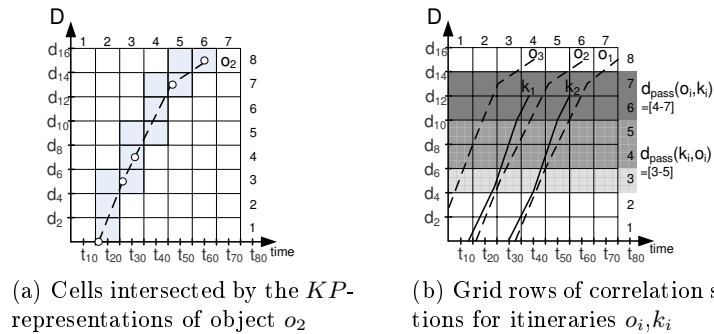 D
1 2 3 4 5 6 7
d16
d14
d12
d10
d8
d6
d4
d2
o2
8
7
6
5
4
3
2
1
t10 t20 t30 t40 t50 t60 t70 t80
time
(a) Cells intersected by the KP-
representations of object o2
D
1 2 3 4 5 6 7
d16
d14
d12
d10
d8
d6
d4
d2
o3 o2 o1
k1 k2
8
7
6
5
4
3
2
1
dpass(oi,ki)
=[4-7]
dpass(ki,oi)
=[3-5]
t10 t20 t30 t40 t50 t60 t70 t80
time
(b) Grid rows of correlation s
tions for itineraries oi,ki